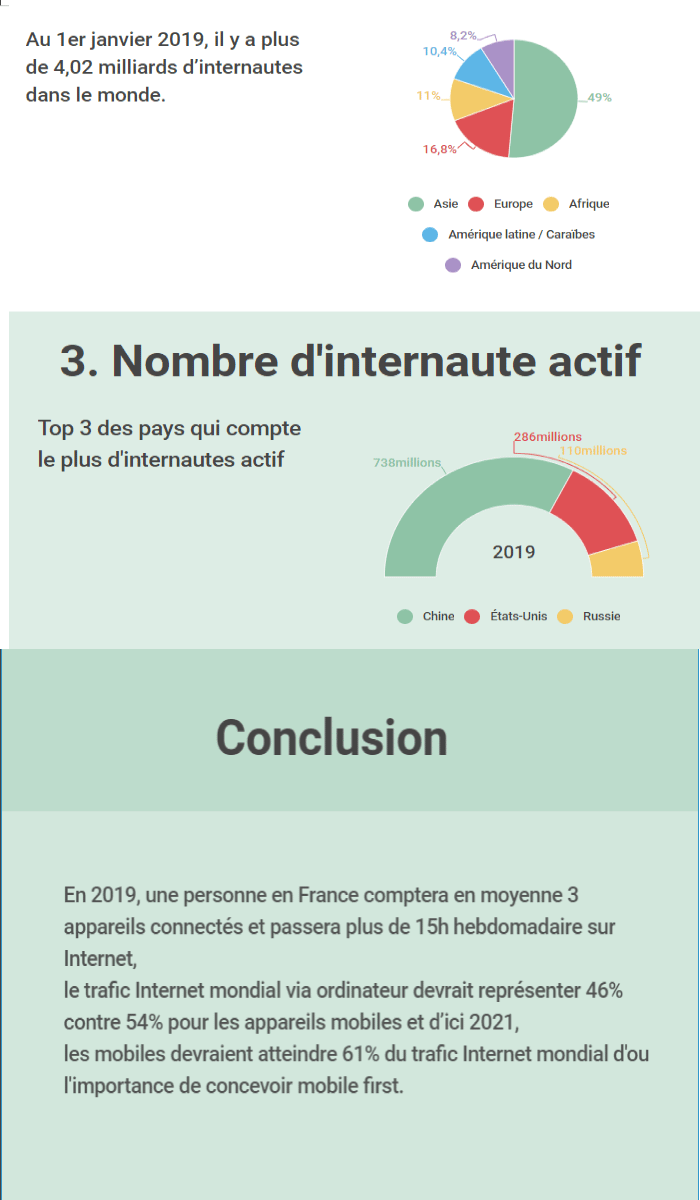 Au 1er janvier 2019, il y a plus
de 4,02 milliards d’internautes
dans le monde.
8,2%
10,4%
11%
49%
16,8%
Asie Europe Afrique
Amérique latine / Caraïbes
Amérique du Nord
3. Nombre d'internaute actif
Top 3 des pays qui compte
le plus d'internautes actif
286millions
110millions
738millions
2019
Chine États-Unis Russie
Conclusion
En 2019, une personne en France comptera en moyenne 3
appareils connectés et passera plus de 15h hebdomadaire sur
Internet,
le trafic Internet mondial via ordinateur devrait représenter 46%
contre 54% pour les appareils mobiles et d’ici 2021,
les mobiles devraient atteindre 61% du trafic Internet mondial d'ou
l'importance de concevoir mobile first.